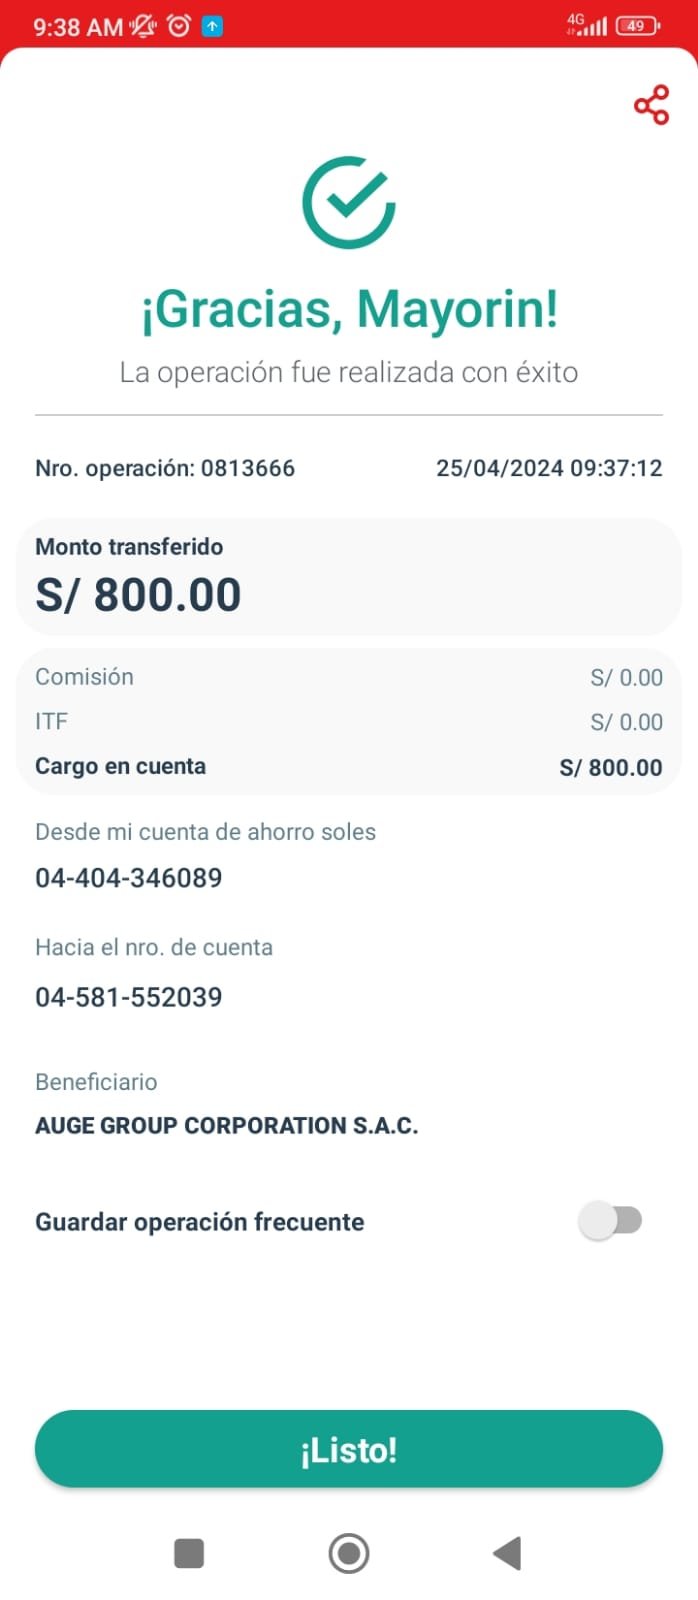 9:38 AM
4G
49
¡Gracias, Mayorin!
La operación fue realizada con éxito
Nro. operación: 0813666 25/04/2024 09:37:12
Monto transferido
S/ 800.00
Comisión S/ 0.00
ITF S/ 0.00
Cargo en cuenta S/ 800.00
Desde mi cuenta de ahorro soles
04-404-346089
Hacia el nro. de cuenta
04-581-552039
Beneficiario
AUGE GROUP CORPORATION S.A.C.
Guardar operación frecuente
¡Listo!